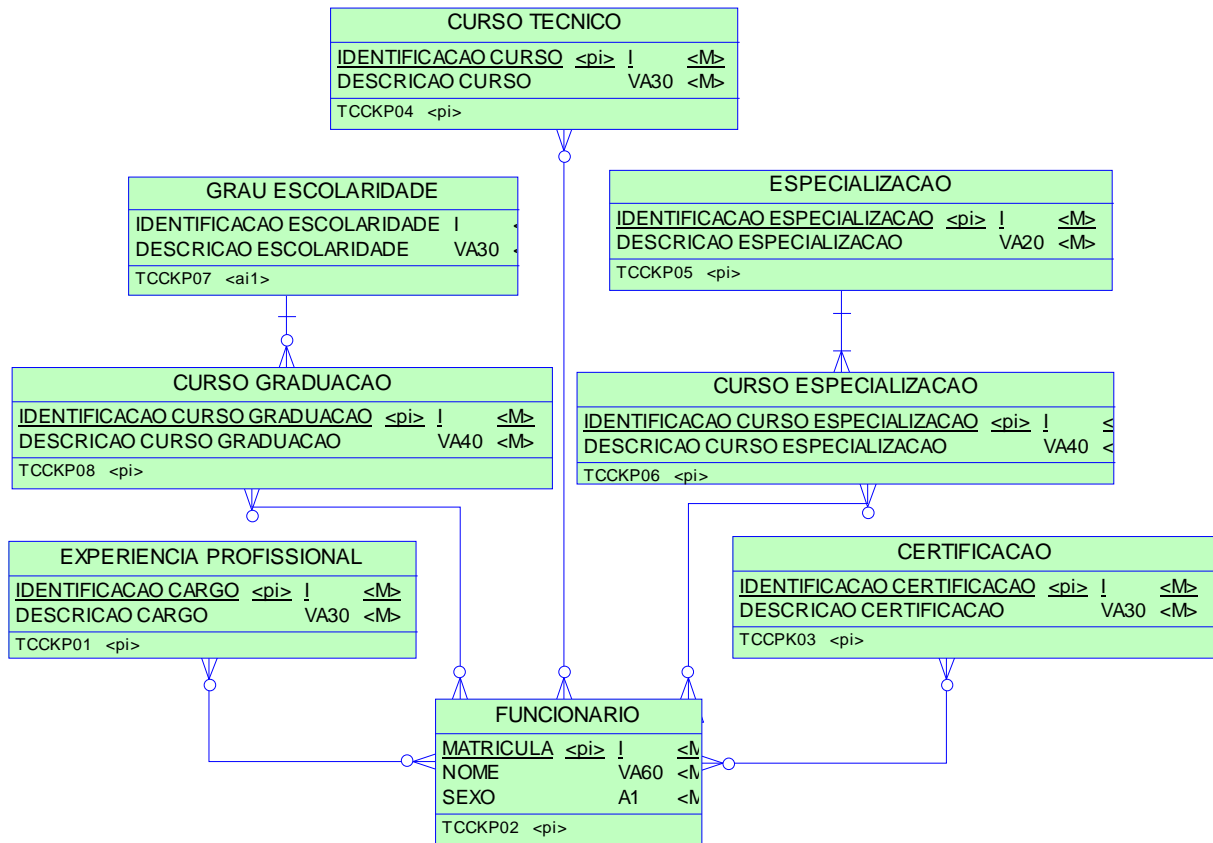 CURSO TECNICO
IDENTIFICACAO CURSO <pi> I <M>
DESCRICAO CURSO VA30 <M>
TCCKP04 <pi>
GRAU ESCOLARIDADE
IDENTIFICACAO ESCOLARIDADE I
DESCRICAO ESCOLARIDADE VA30
TCCKP07 <ai1>
ESPECIALIZACAO
IDENTIFICACAO ESPECIALIZACAO <pi> I <M>
DESCRICAO ESPECIALIZACAO VA20 <M>
TCCKP05 <pi>
CURSO GRADUACAO
IDENTIFICACAO CURSO GRADUACAO <pi> I <M>
DESCRICAO CURSO GRADUACAO VA40 <M>
TCCKP08 <pi>
CURSO ESPECIALIZACAO
IDENTIFICACAO CURSO ESPECIALIZACAO <pi> I <
DESCRICAO CURSO ESPECIALIZACAO VA40 <
TCCKP06 <pi>
EXPERIENCIA PROFISSIONAL
IDENTIFICACAO CARGO <pi> I <M>
DESCRICAO CARGO VA30 <M>
TCCKP01 <pi>
CERTIFICACAO
IDENTIFICACAO CERTIFICACAO <pi> I <M>
DESCRICAO CERTIFICACAO VA30 <M>
TCCPK03 <pi>
FUNCIONARIO
MATRICULA <pi> I <M
NOME VA60 <M
SEXO A1 <M
TCCKP02 <pi>